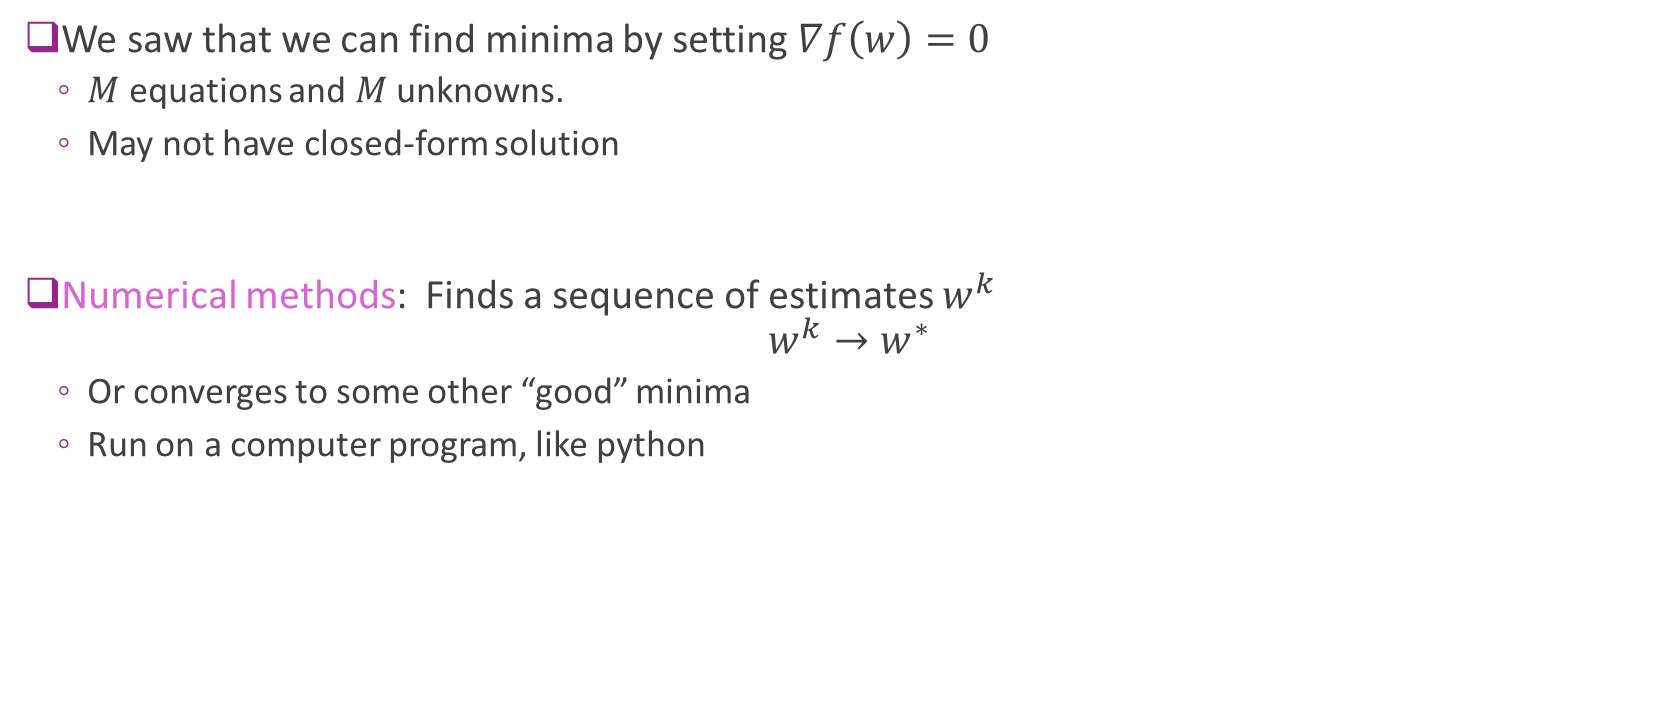 ❑We saw that we can find minima by setting ∇f(w) = 0
◦ M equations and M unknowns.
◦ May not have closed-form solution
❑Numerical methods: Finds a sequence of estimates wᵏ
wᵏ → w*
◦ Or converges to some other “good” minima
◦ Run on a computer program, like python